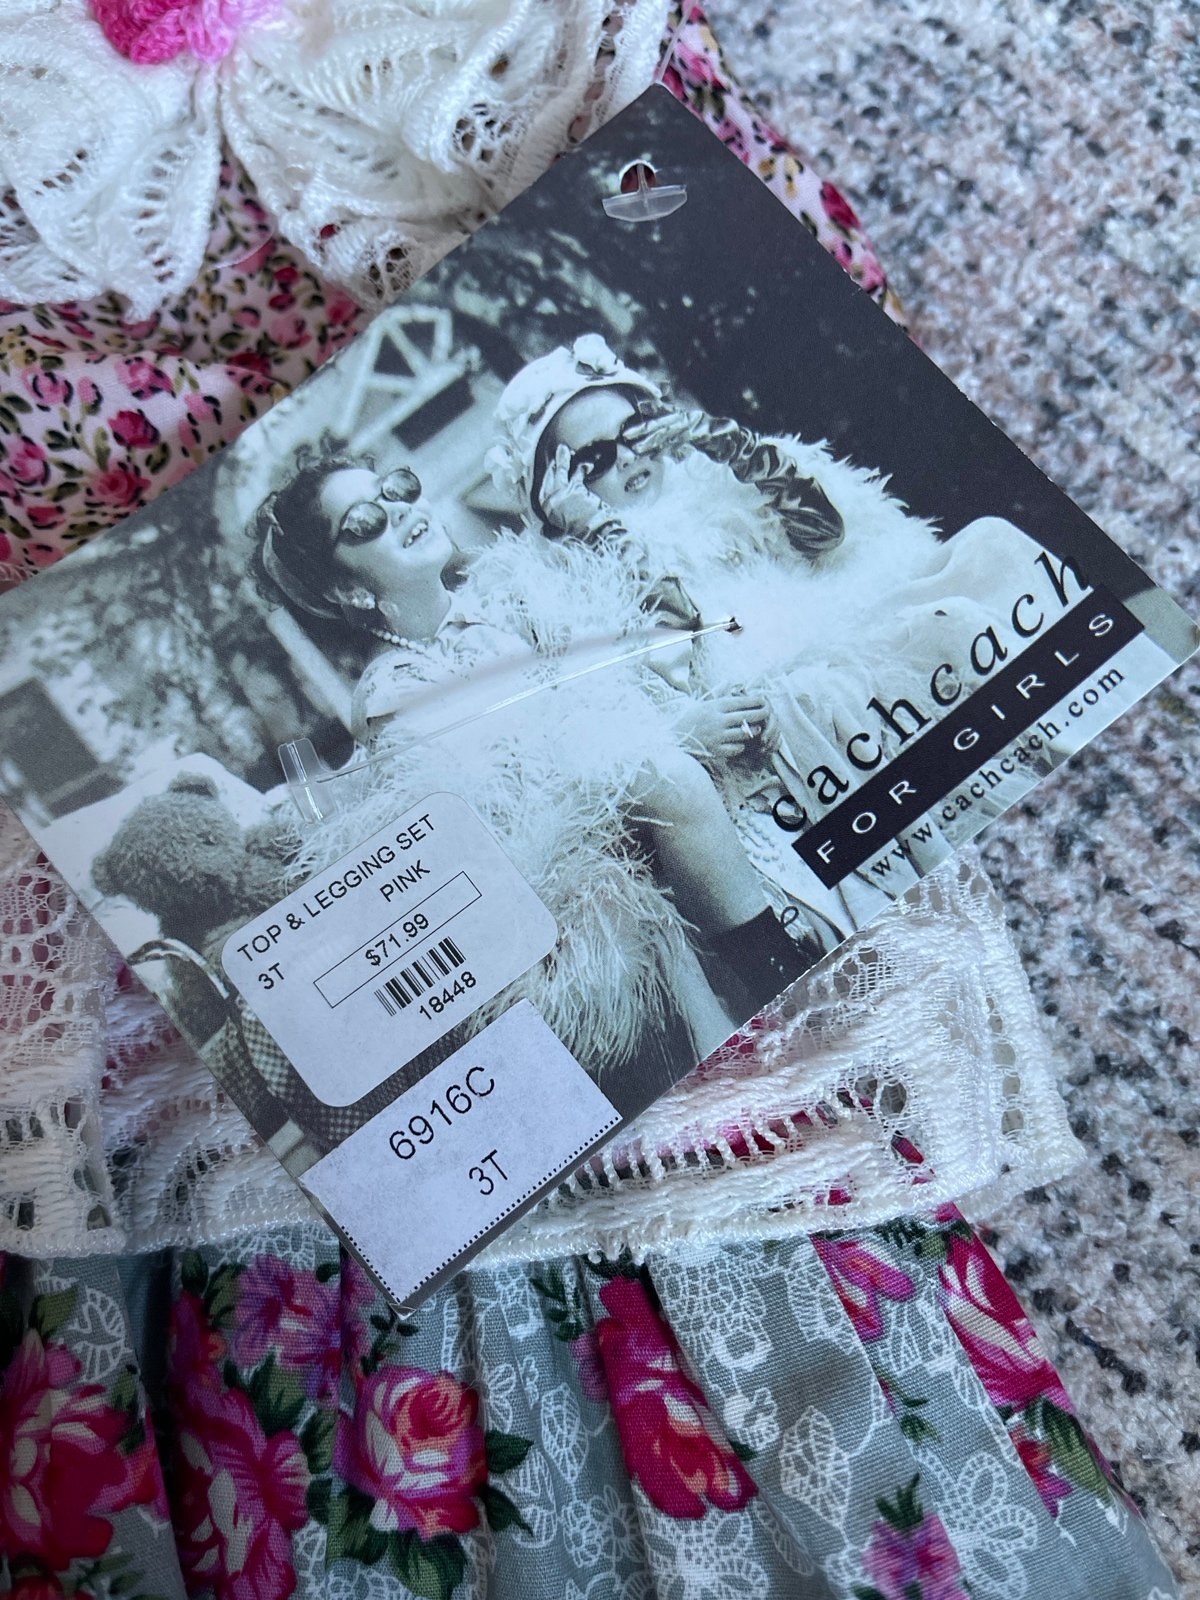 cachcach
FOR GIRLS
www.cachcach.com
TOP & LEGGING SET
PINK
3T
$71.99
18448
6916C
3T